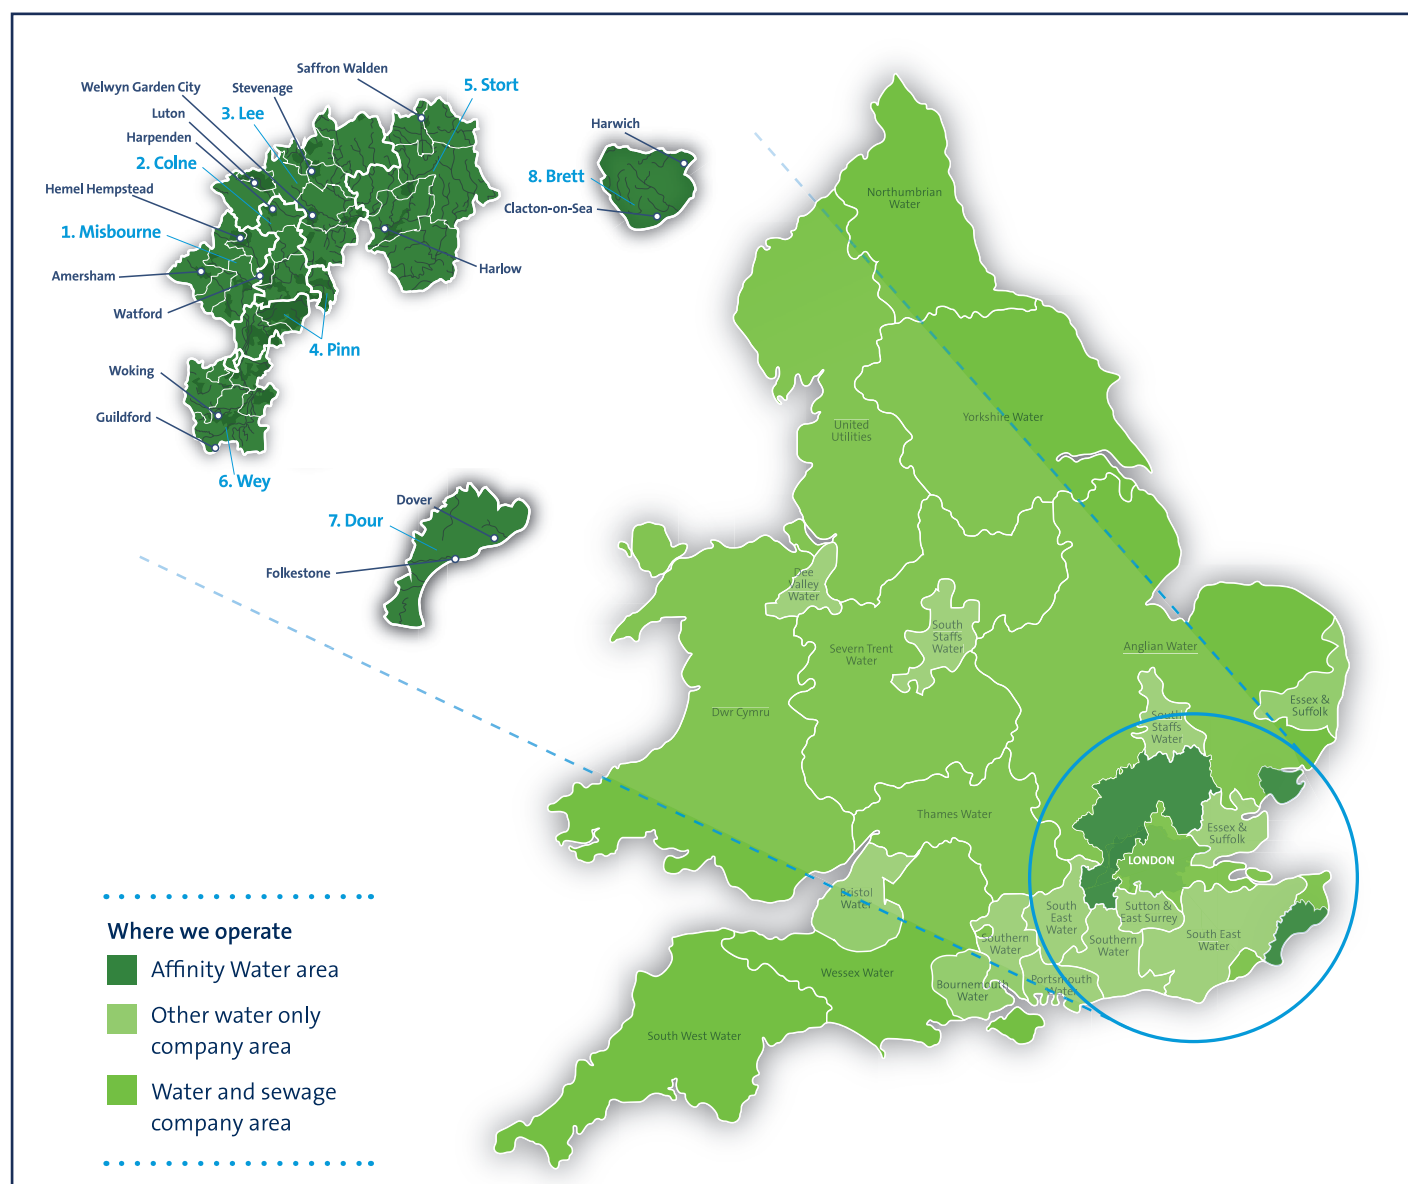 Saffron Walden
Welwyn Garden City
Stevenage
5. Stort
Luton
3. Lee
Harpenden
2. Colne
Hemel Hempstead
1. Misbourne
Amersham
Harlow
Watford
4. Pinn
Woking
Guildford
6. Wey
Harwich
8. Brett
Clacton-on-Sea
Dover
7. Dour
Folkestone
Northumbrian
Water
Yorkshire Water
United
Utilities
Dee
Valley
Water
South
Staffs
Water
Severn Trent
Water
Anglian Water
Essex &
Suffolk
Dwr Cymru
South
Staffs
Water
Thames Water
Essex &
Suffolk
LONDON
Bristol
Water
South
East
Water
Sutton &
East Surrey
Southern
Water
Southern
Water
South East
Water
Wessex Water
Bournemouth
Water
Portsmouth
Water
South West Water
Where we operate
Affinity Water area
Other water only
company area
Water and sewage
company area